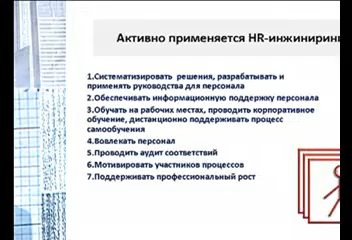 Активно применяется HR-инжинирин
1.Систематизировать решения, разрабатывать и
применять руководства для персонала
2.Обеспечивать информационную поддержку персонала
3.Обучать на рабочих местах, проводить корпоративное
обучение, дистанционно поддерживать процесс
самообучения
4.Вовлекать персонал
5.Проводить аудит соответствий
6.Мотивировать участников процессов
7.Поддерживать профессиональный рост